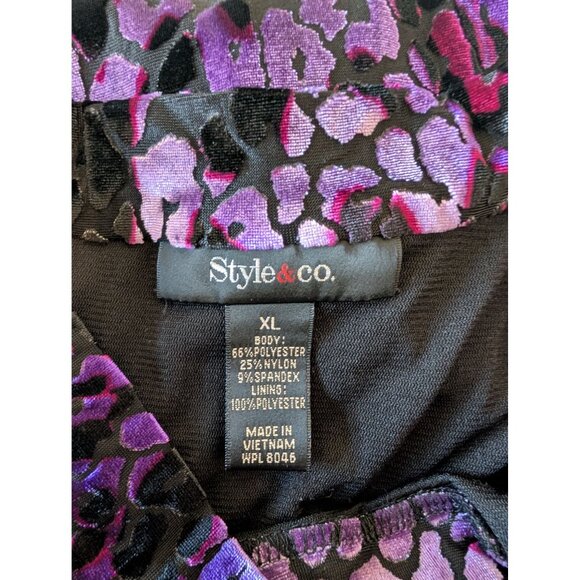 Style&co.
XL
BODY:
66%POLYESTER
25%NYLON
9%SPANDEX
LINING:
100%POLYESTER
MADE IN
VIETNAM
WPL 8046